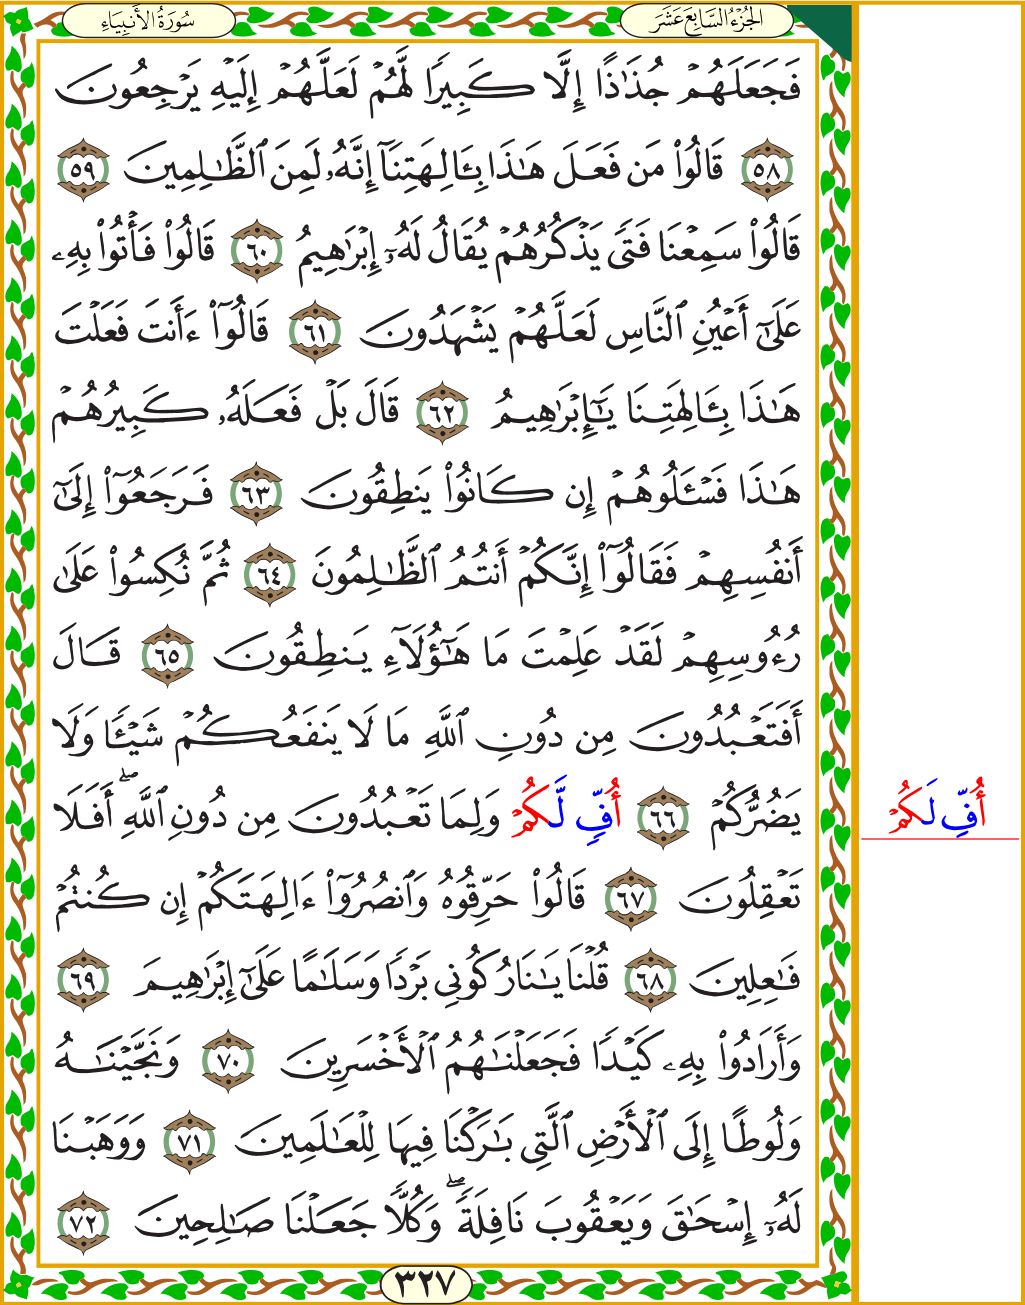 سُورَةُ الأَنبِيَاءِ
الجُزْءُ السَّابِعَ عَشَرَ
فَجَعَلَهُمۡ جُذَٰذًا إِلَّا كَبِيرٗا لَّهُمۡ لَعَلَّهُمۡ إِلَيۡهِ يَرۡجِعُونَ
٥٨ قَالُواْ مَن فَعَلَ هَٰذَا بِـَٔالِهَتِنَآ إِنَّهُۥ لَمِنَ ٱلظَّٰلِمِينَ ٥٩
قَالُواْ سَمِعۡنَا فَتٗى يَذۡكُرُهُمۡ يُقَالُ لَهُۥٓ إِبۡرَٰهِيمُ ٦٠ قَالُواْ فَأۡتُواْ بِهِۦ
عَلَىٰٓ أَعۡيُنِ ٱلنَّاسِ لَعَلَّهُمۡ يَشۡهَدُونَ ٦١ قَالُوٓاْ ءَأَنتَ فَعَلۡتَ
هَٰذَا بِـَٔالِهَتِنَا يَٰٓإِبۡرَٰهِيمُ ٦٢ قَالَ بَلۡ فَعَلَهُۥ كَبِيرُهُمۡ
هَٰذَا فَسۡـَٔلُوهُمۡ إِن كَانُواْ يَنطِقُونَ ٦٣ فَرَجَعُوٓاْ إِلَىٰٓ
أَنفُسِهِمۡ فَقَالُوٓاْ إِنَّكُمۡ أَنتُمُ ٱلظَّٰلِمُونَ ٦٤ ثُمَّ نُكِسُواْ عَلَىٰ
رُءُوسِهِمۡ لَقَدۡ عَلِمۡتَ مَا هَٰٓؤُلَآءِ يَنطِقُونَ ٦٥ قَالَ
أَفَتَعۡبُدُونَ مِن دُونِ ٱللَّهِ مَا لَا يَنفَعُكُمۡ شَيۡـٔٗا وَلَا
يَضُرُّكُمۡ ٦٦ أُفّٖ لَّكُمۡ وَلِمَا تَعۡبُدُونَ مِن دُونِ ٱللَّهِۚ أَفَلَا
أُفِّ لَكُمۡ
تَعۡقِلُونَ ٦٧ قَالُواْ حَرِّقُوهُ وَٱنصُرُوٓاْ ءَالِهَتَكُمۡ إِن كُنتُمۡ
فَٰعِلِينَ ٦٨ قُلۡنَا يَٰنَارُ كُونِي بَرۡدٗا وَسَلَٰمًا عَلَىٰٓ إِبۡرَٰهِيمَ ٦٩
وَأَرَادُواْ بِهِۦ كَيۡدٗا فَجَعَلۡنَٰهُمُ ٱلۡأَخۡسَرِينَ ٧٠ وَنَجَّيۡنَٰهُ
وَلُوطًا إِلَى ٱلۡأَرۡضِ ٱلَّتِي بَٰرَكۡنَا فِيهَا لِلۡعَٰلَمِينَ ٧١ وَوَهَبۡنَا
لَهُۥٓ إِسۡحَٰقَ وَيَعۡقُوبَ نَافِلَةٗۖ وَكُلّٗا جَعَلۡنَا صَٰلِحِينَ ٧٢
٣٢٧